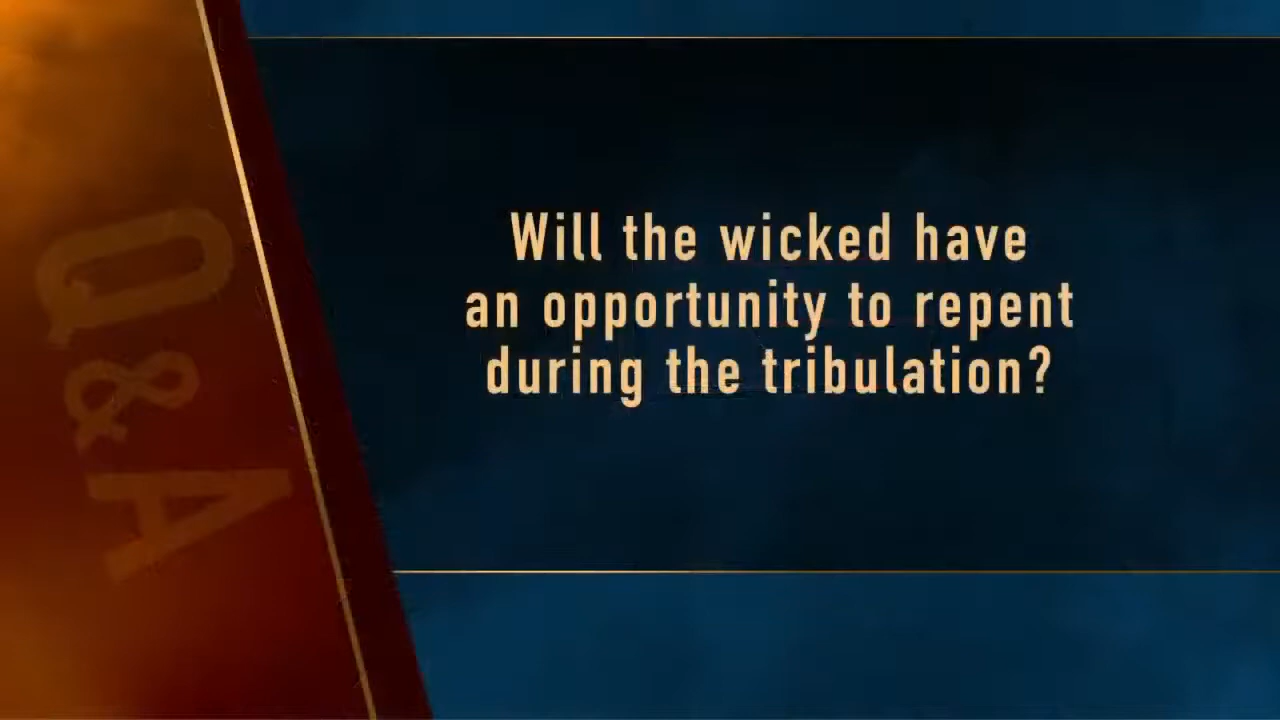 Q&A
Will the wicked have
an opportunity to repent
during the tribulation?